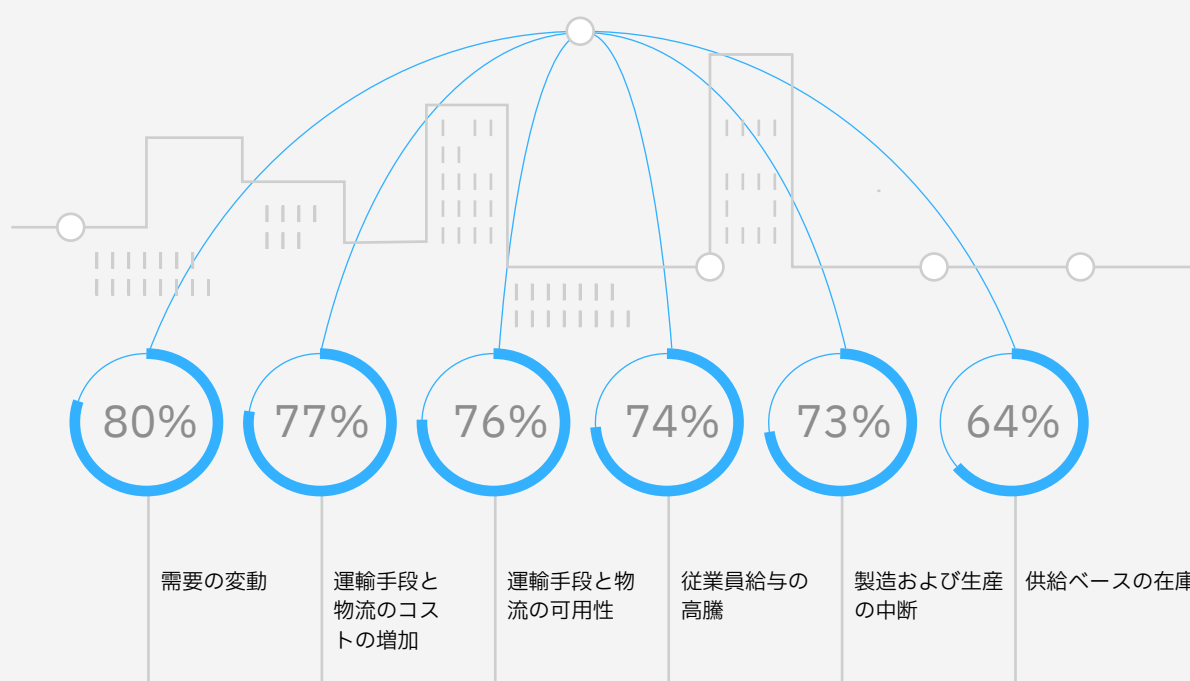 80%
77%
76%
74%
73%
64%
需要の変動
運輸手段と
物流のコス
トの増加
運輸手段と物
流の可用性
従業員給与の
高騰
製造および生産
の中断
供給ベースの在庫